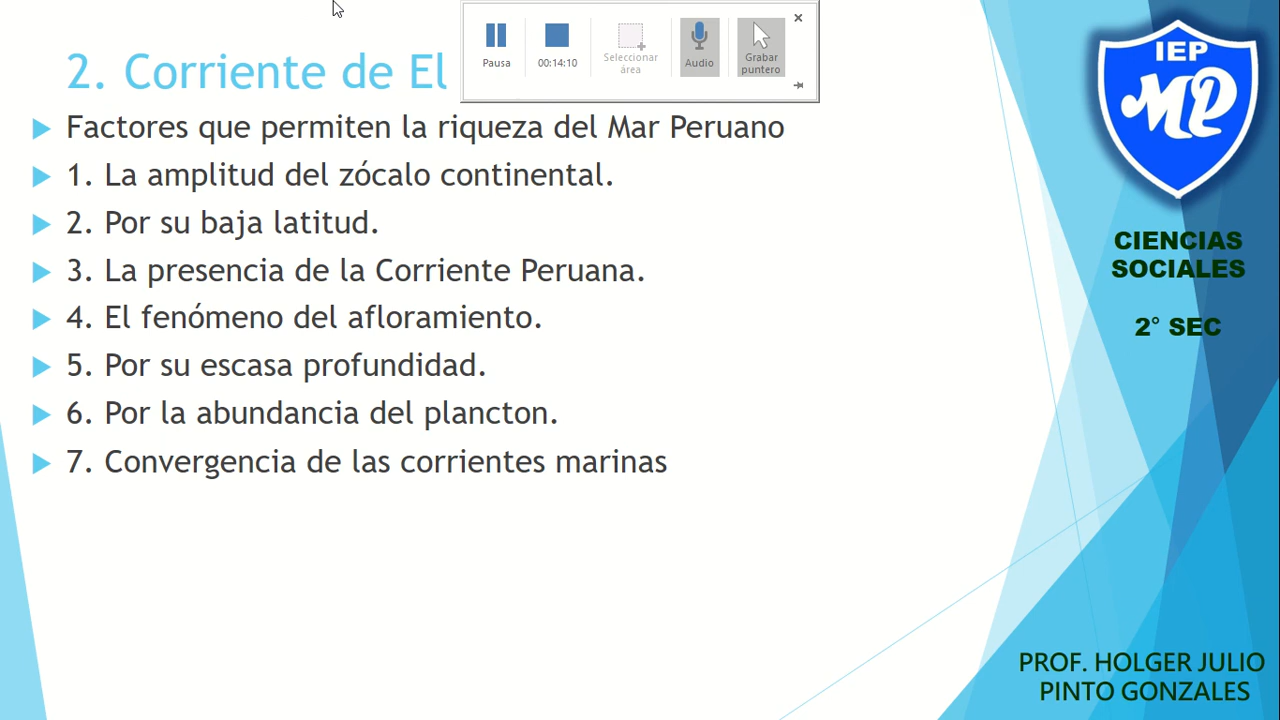 2. Corriente de El
Pausa
00:14:10
Seleccionar
área
Audio
Grabar
puntero
Factores que permiten la riqueza del Mar Peruano
1. La amplitud del zócalo continental.
2. Por su baja latitud.
3. La presencia de la Corriente Peruana.
4. El fenómeno del afloramiento.
5. Por su escasa profundidad.
6. Por la abundancia del plancton.
7. Convergencia de las corrientes marinas
IEP
MP
CIENCIAS
SOCIALES
2° SEC
PROF. HOLGER JULIO
PINTO GONZALES